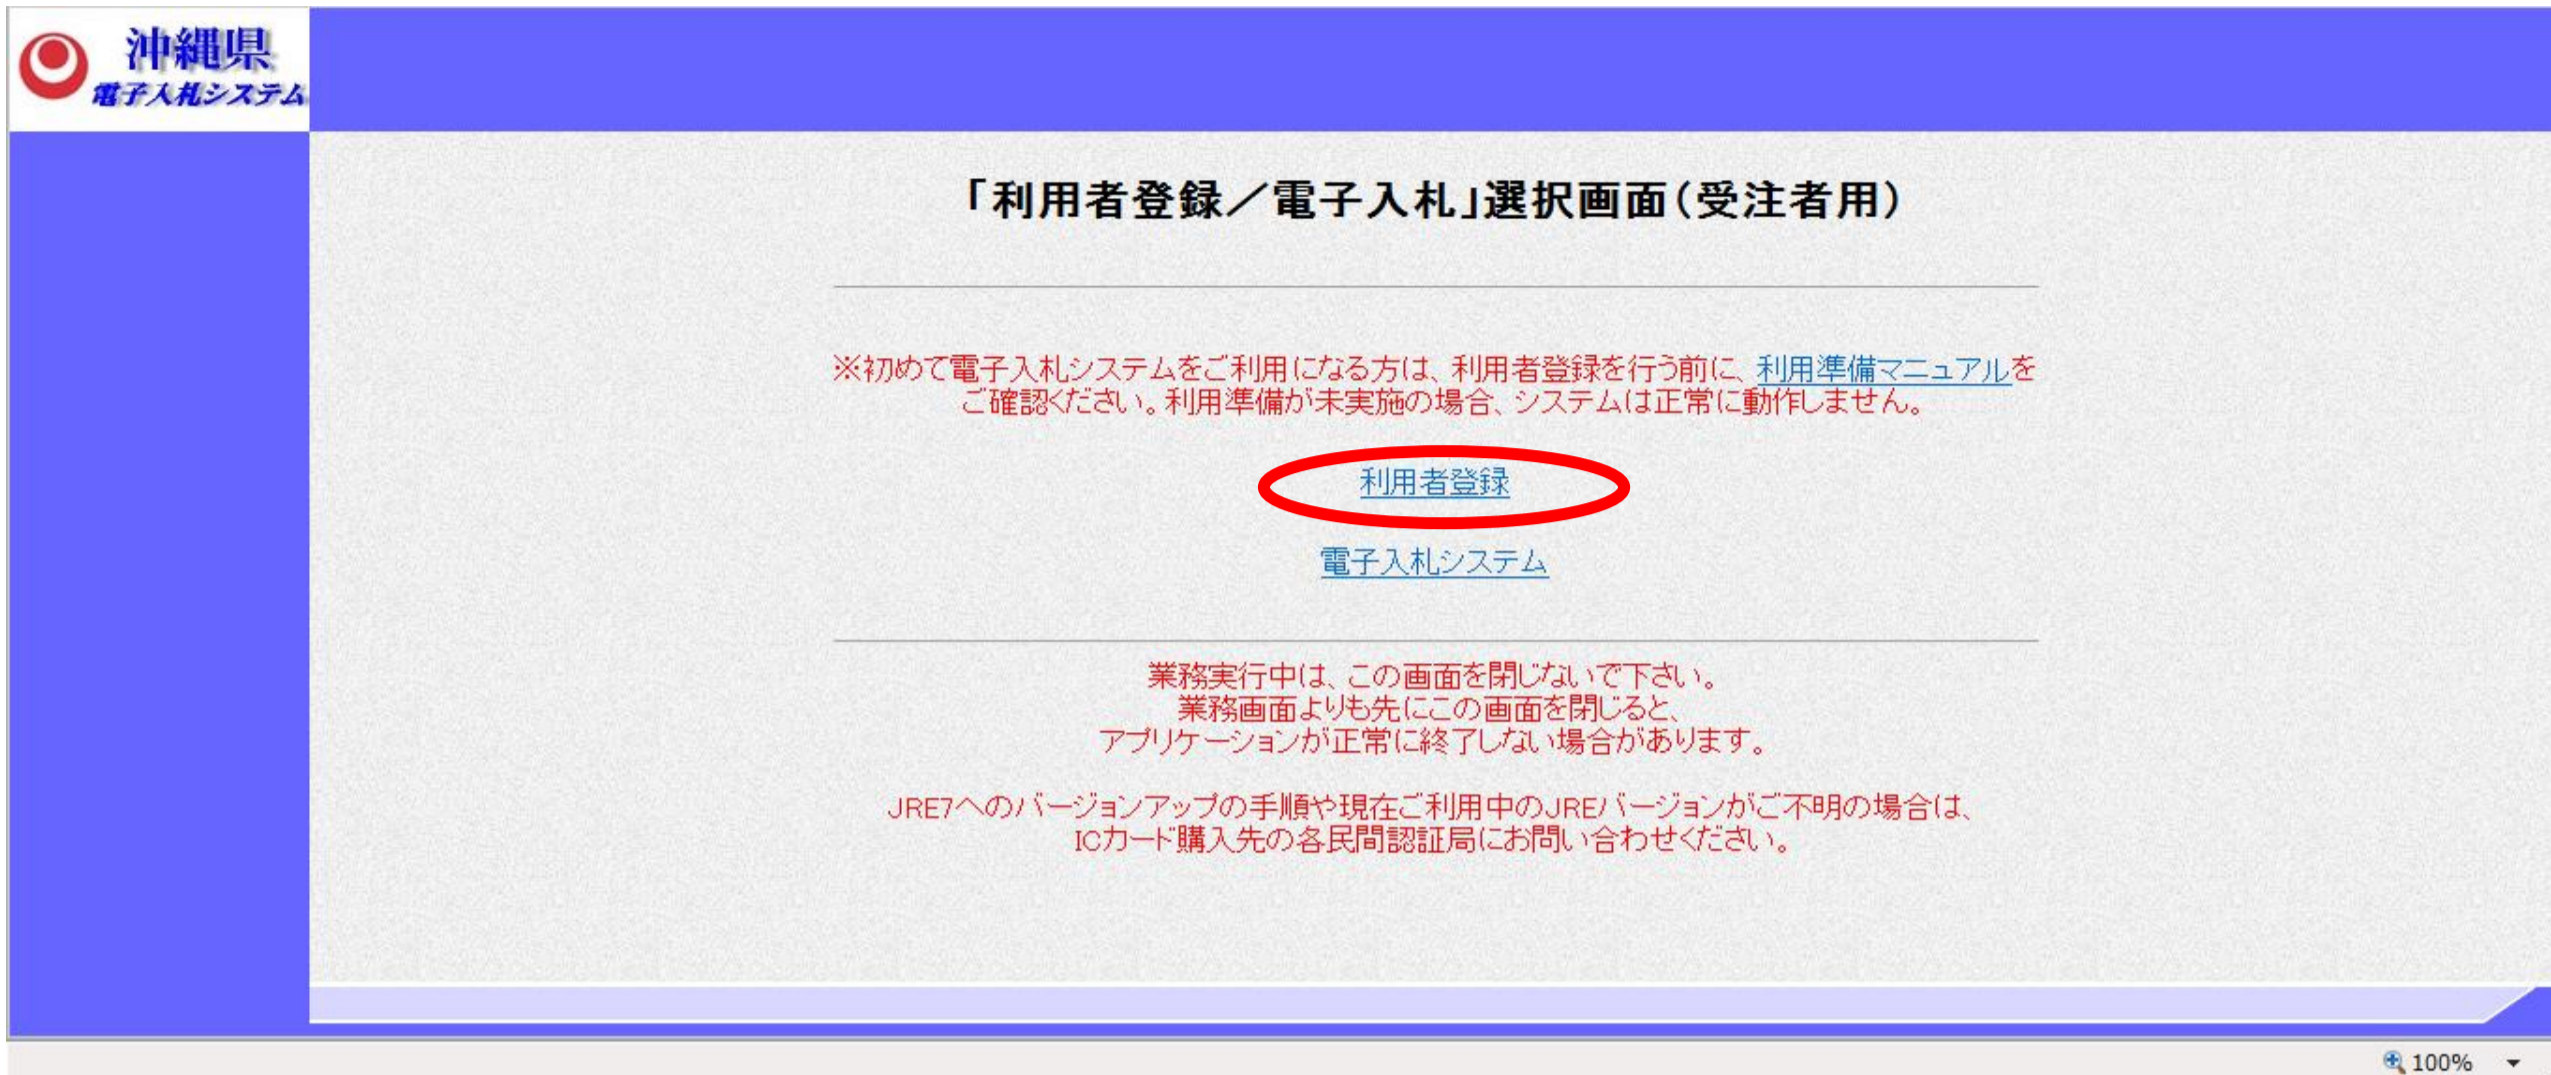 沖縄県
電子入札システム
「利用者登録／電子入札」選択画面(受注者用)
※初めて電子入札システムをご利用になる方は、利用者登録を行う前に、利用準備マニュアルを
ご確認ください。利用準備が未実施の場合、システムは正常に動作しません。
利用者登録
電子入札システム
業務実行中は、この画面を閉じないで下さい。
業務画面よりも先にこの画面を閉じると、
アプリケーションが正常に終了しない場合があります。
JRE7へのバージョンアップの手順や現在ご利用中のJREバージョンがご不明の場合は、
ICカード購入先の各民間認証局にお問い合わせください。
100%